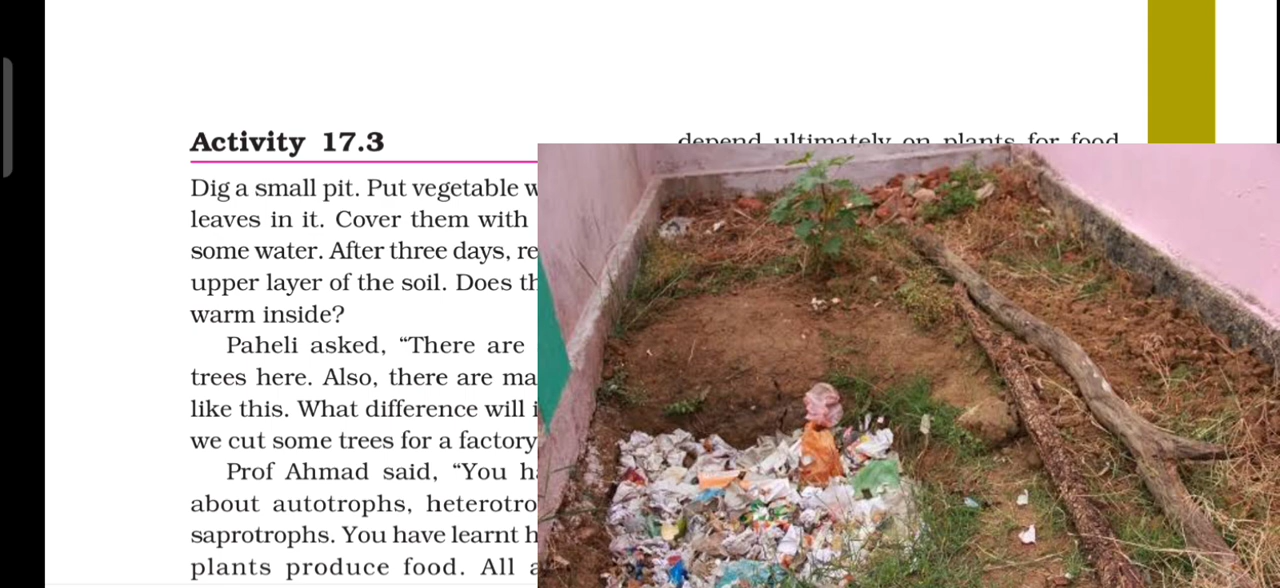 Activity 17.3
Dig a small pit. Put vegetable
leaves in it. Cover them with
some water. After three days,
upper layer of the soil. Does
warm inside?
Paheli asked, “There are
trees here. Also, there are
like this. What difference will
we cut some trees for a factory
Prof Ahmad said, “You
about autotrophs,
saprotrophs. You have learnt
plants produce food. All
depend ultimately on plants for food